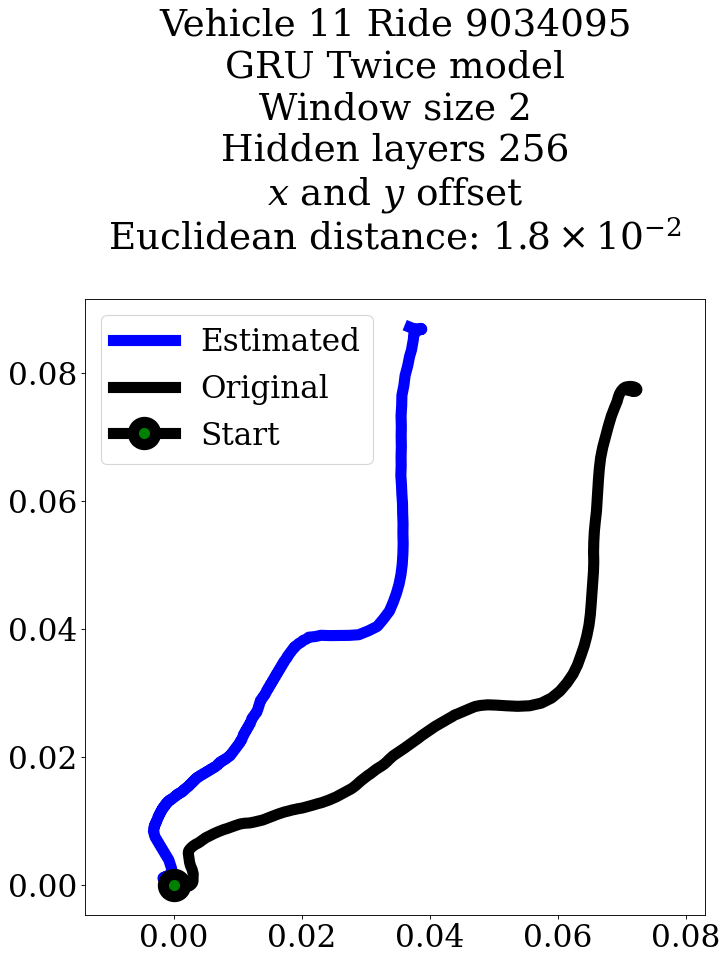 Vehicle 11 Ride 9034095
GRU Twice model
Window size 2
Hidden layers 256
x and y offset
Euclidean distance: 1.8 × 10⁻²
Estimated
Original
Start
0.08
0.06
0.04
0.02
0.00
0.00 0.02 0.04 0.06 0.08